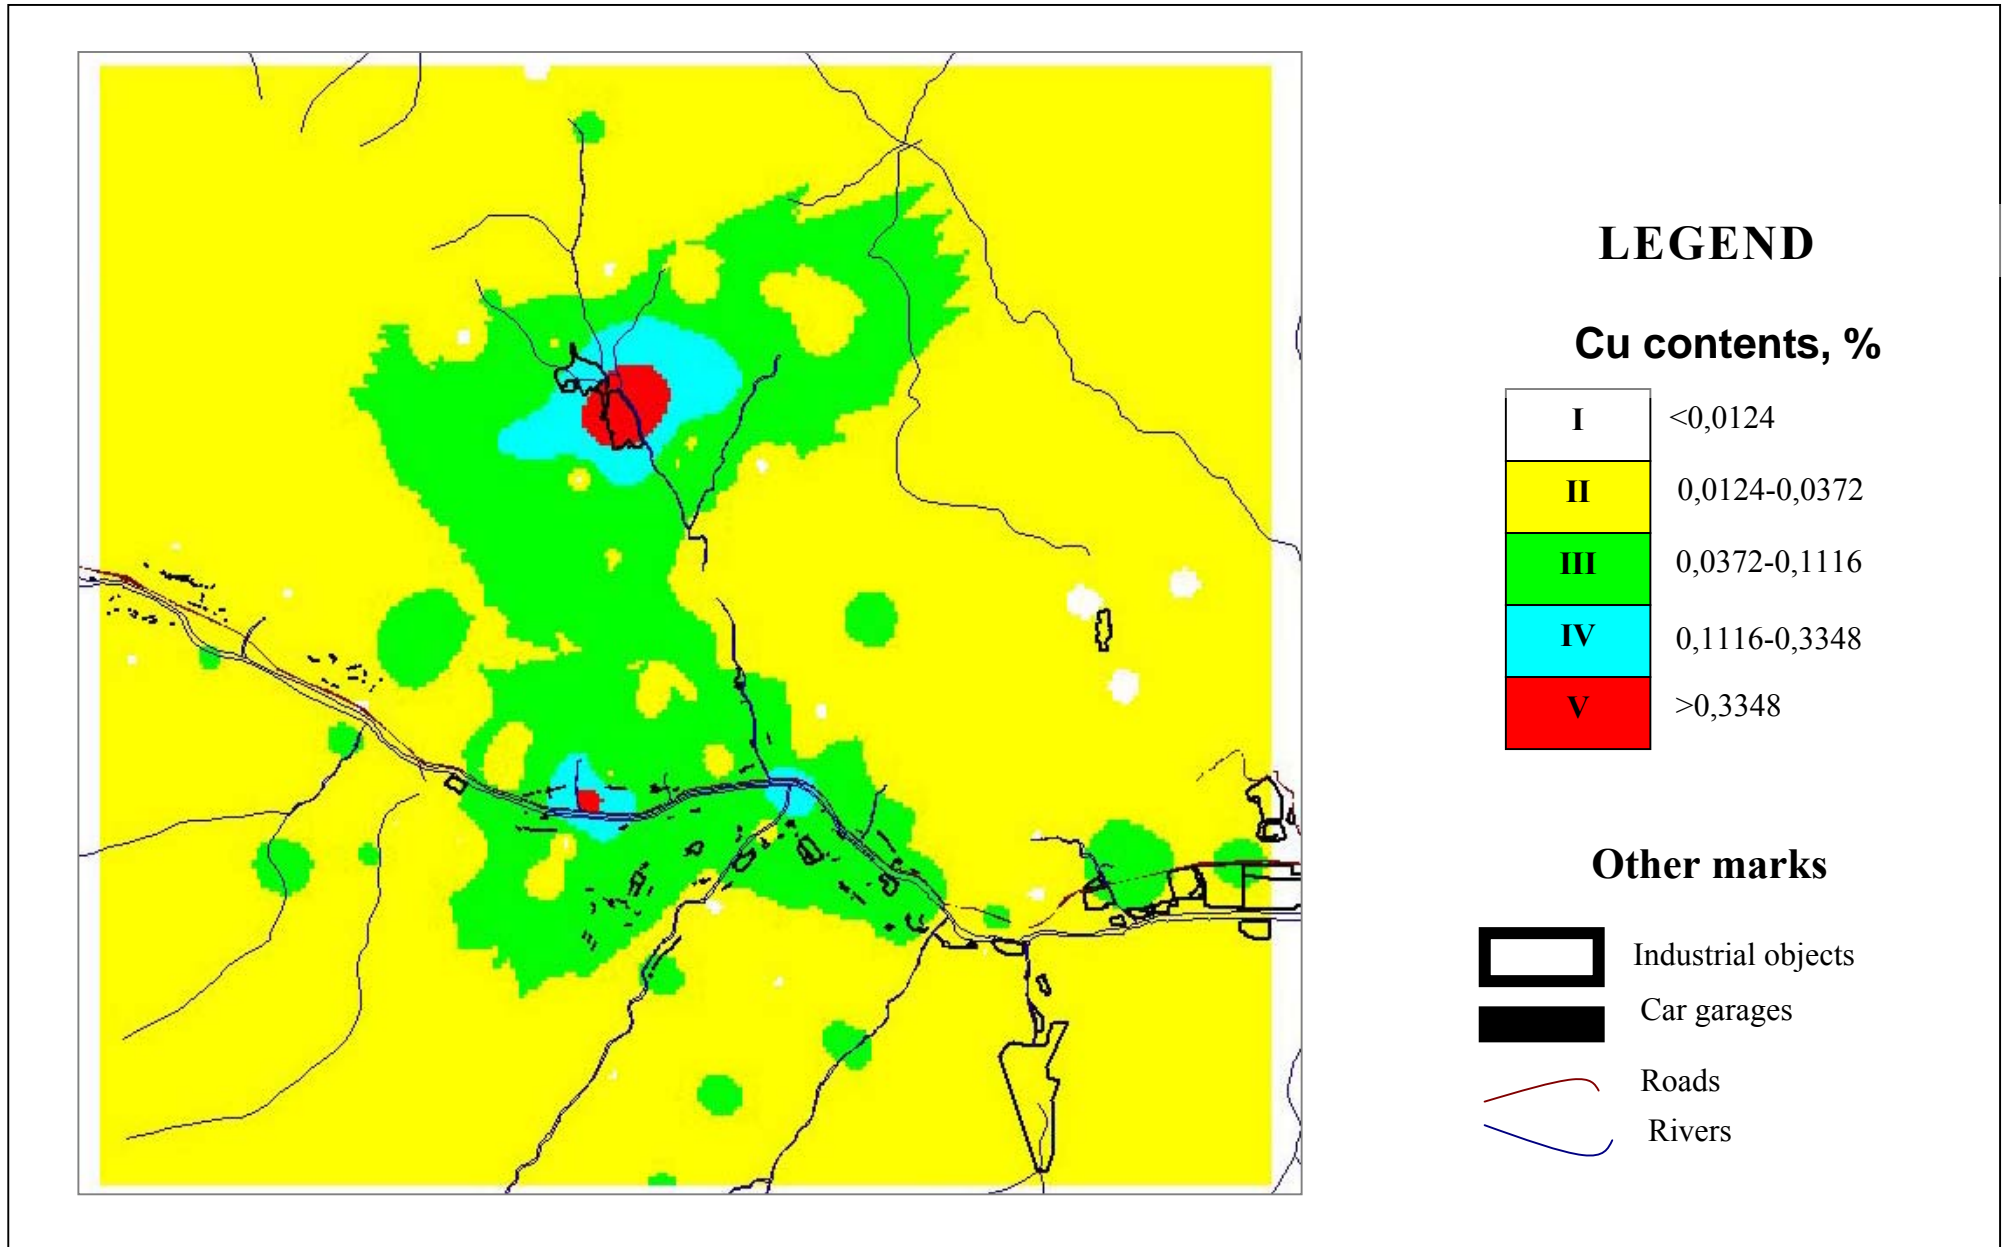 LEGEND
Cu contents, %
I <0,0124
II 0,0124-0,0372
III 0,0372-0,1116
IV 0,1116-0,3348
V >0,3348
Other marks
Industrial objects
Car garages
Roads
Rivers